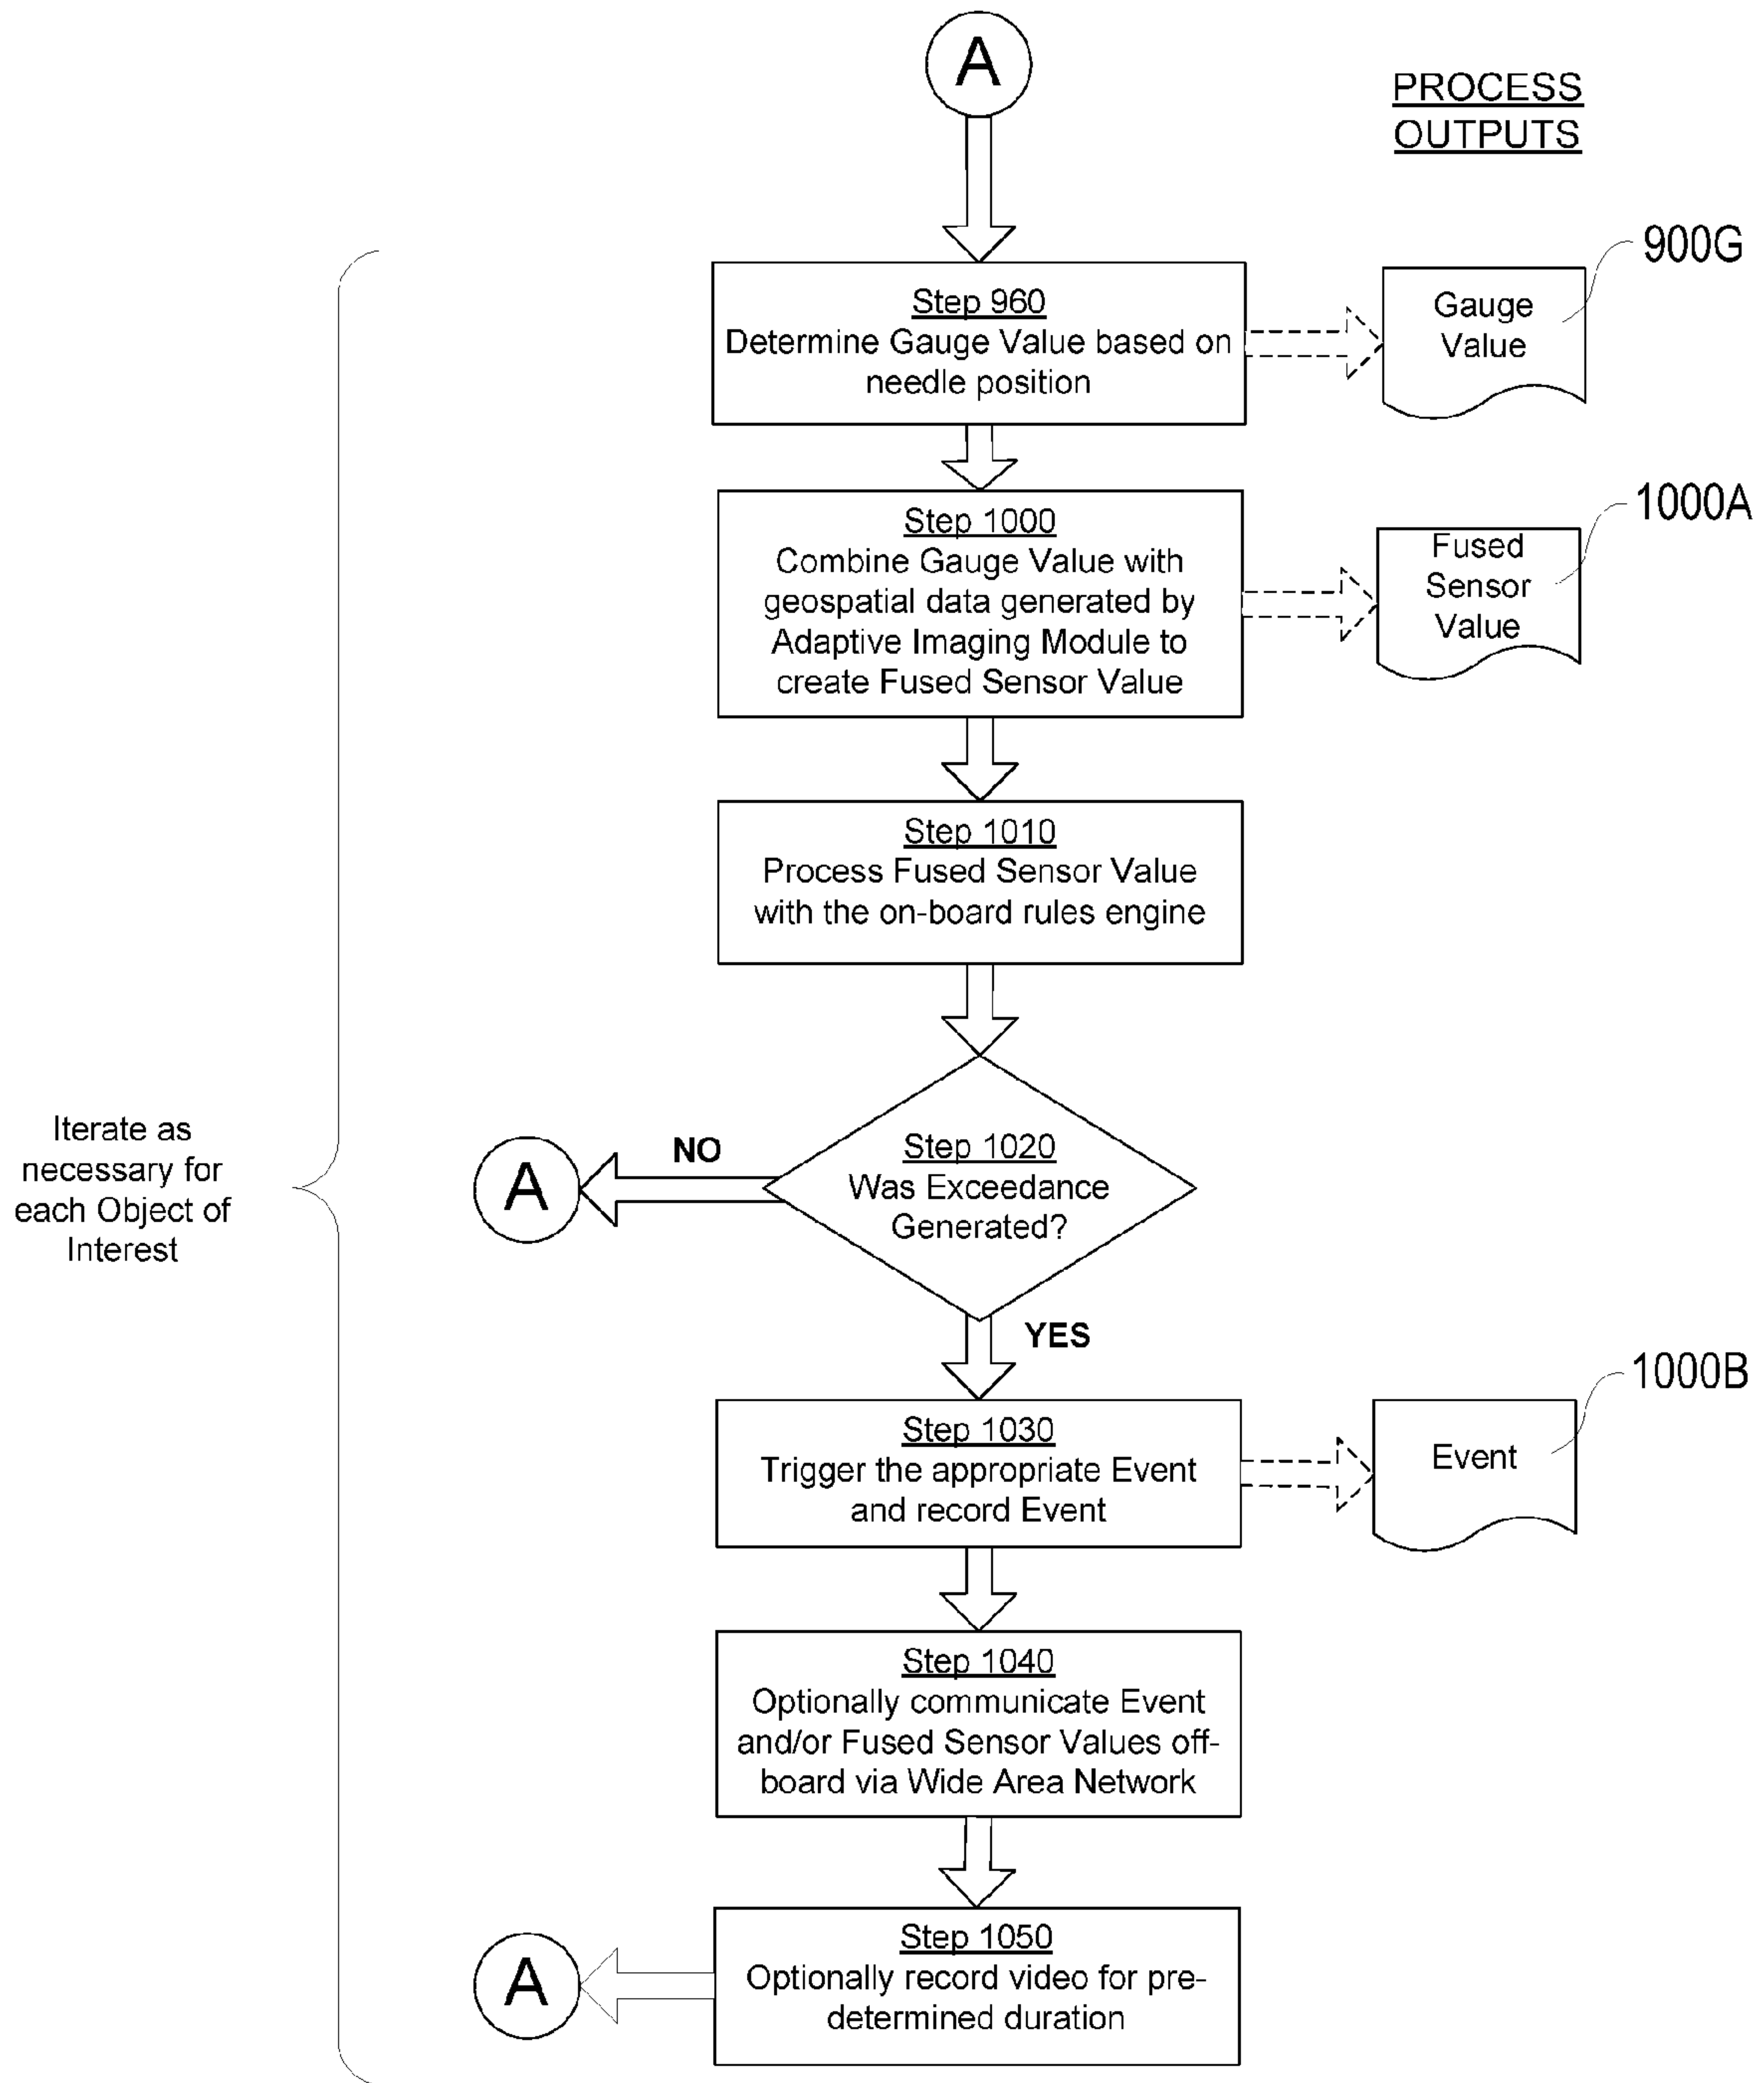 A
PROCESS
OUTPUTS
900G
Step 960
Determine Gauge Value based on
needle position
Gauge
Value
1000A
Step 1000
Combine Gauge Value with
geospatial data generated by
Adaptive Imaging Module to
create Fused Sensor Value
Fused
Sensor
Value
Step 1010
Process Fused Sensor Value
with the on-board rules engine
Iterate as
necessary for
each Object of
Interest
A
NO
Step 1020
Was Exceedance
Generated?
YES
1000B
Step 1030
Trigger the appropriate Event
and record Event
Event
Step 1040
Optionally communicate Event
and/or Fused Sensor Values off-
board via Wide Area Network
A
Step 1050
Optionally record video for pre-
determined duration